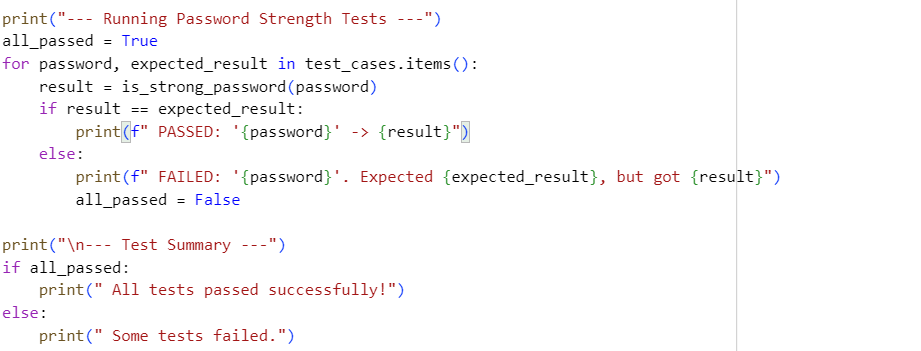 print("--- Running Password Strength Tests ---")
all_passed = True
for password, expected_result in test_cases.items():
    result = is_strong_password(password)
    if result == expected_result:
        print(f" PASSED: '{password}' -> {result}")
    else:
        print(f" FAILED: '{password}'. Expected {expected_result}, but got {result}")
        all_passed = False

print("\n--- Test Summary ---")
if all_passed:
    print(" All tests passed successfully!")
else:
    print(" Some tests failed.")